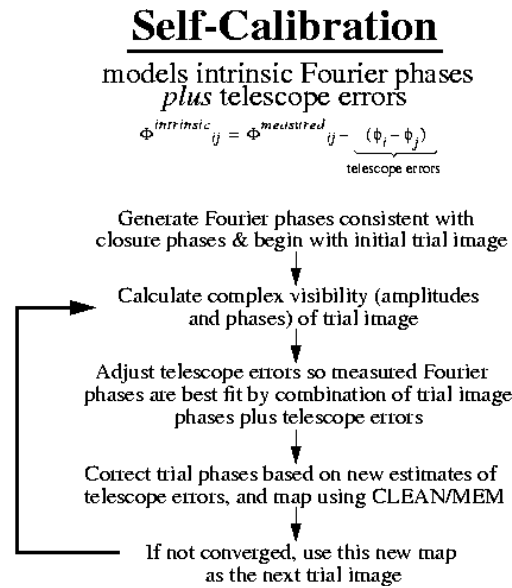 Self-Calibration
models intrinsic Fourier phases
plus telescope errors
Φ^intrinsic_ij = Φ^measured_ij − (ϕ_i − ϕ_j)
telescope errors
Generate Fourier phases consistent with
closure phases & begin with initial trial image
Calculate complex visibility (amplitudes
and phases) of trial image
Adjust telescope errors so measured Fourier
phases are best fit by combination of trial image
phases plus telescope errors
Correct trial phases based on new estimates of
telescope errors, and map using CLEAN/MEM
If not converged, use this new map
as the next trial image